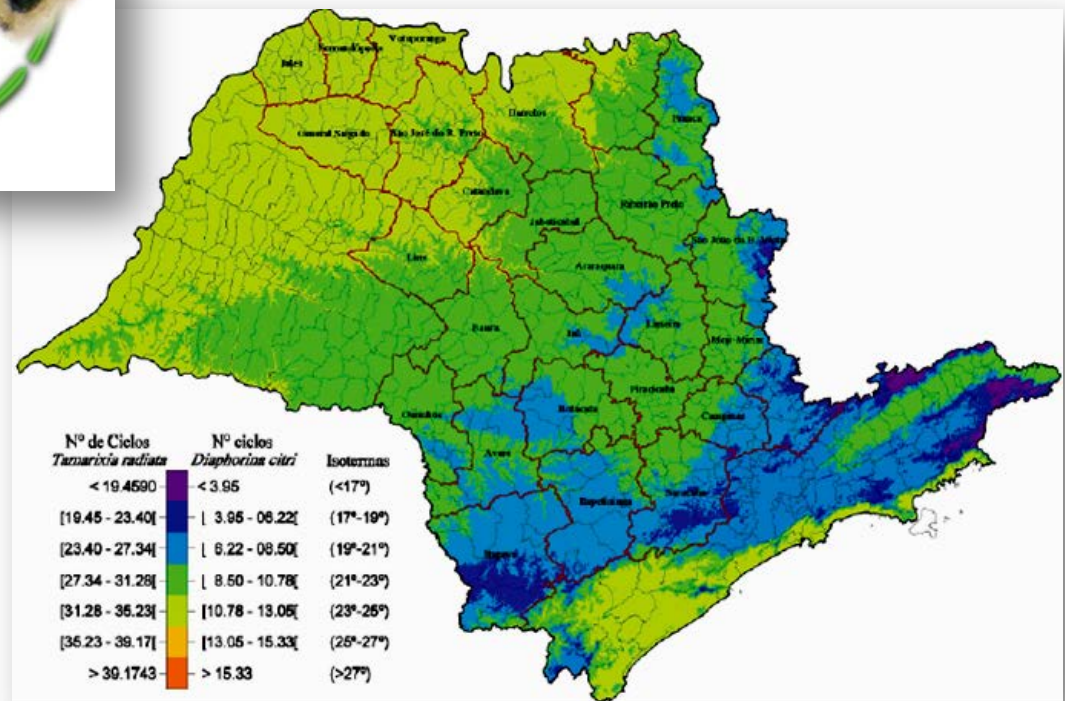 Jales
Votuporanga
General Salgado
São José do R. Preto
Barretos
Franca
Catanduva
Jaboticabal
Ribeirão Preto
São João da B. Vista
Lins
Araraquara
Bauru
Jaú
Limeira
Mogi-Mirim
Piracicaba
Ourinhos
Botucatu
Campinas
Avaré
Itapetininga
Sorocaba
Itapeva
Nº de Ciclos Nº ciclos
Tamarixia radiata Diaphorina citri Isotermas
< 19.4590 < 3.95 (<17º)
[19.45 - 23.40[ [ 3.95 - 06.22[ (17º-19º)
[23.40 - 27.34[ [ 6.22 - 08.50[ (19º-21º)
[27.34 - 31.28[ [ 8.50 - 10.78[ (21º-23º)
[31.28 - 35.23[ [10.78 - 13.05[ (23º-25º)
[35.23 - 39.17[ [13.05 - 15.33[ (25º-27º)
> 39.1743 > 15.33 (>27º)